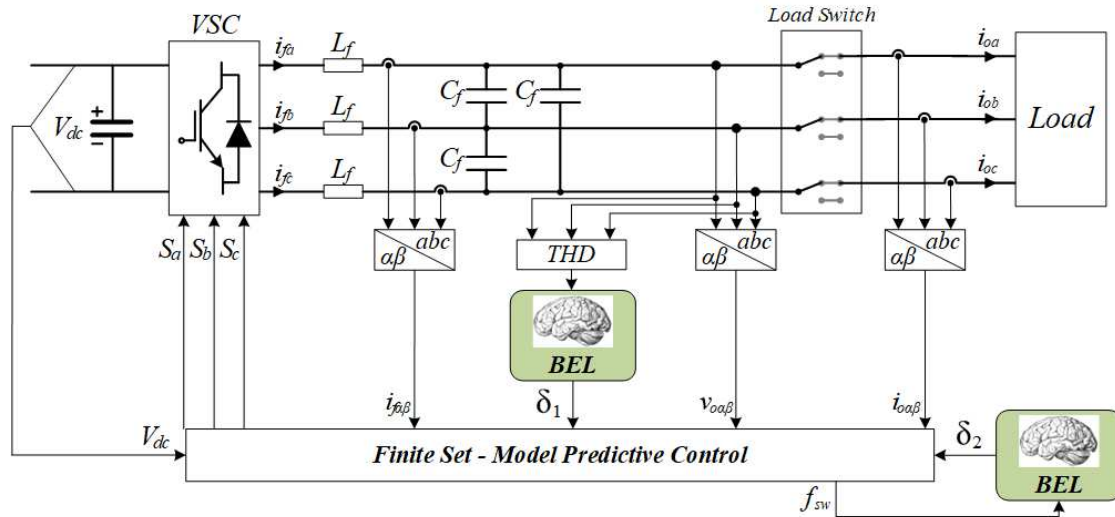 VSC
Load Switch
i_fa
L_f
i_oa
C_f
C_f
V_dc
+
−
i_fb
L_f
i_ob
Load
C_f
i_fc
L_f
i_oc
S_a S_b S_c
abc
αβ
THD
abc
αβ
abc
αβ
BEL
i_fαβ
δ_1
v_oαβ
i_oαβ
V_dc
Finite Set - Model Predictive Control
δ_2
BEL
f_sw